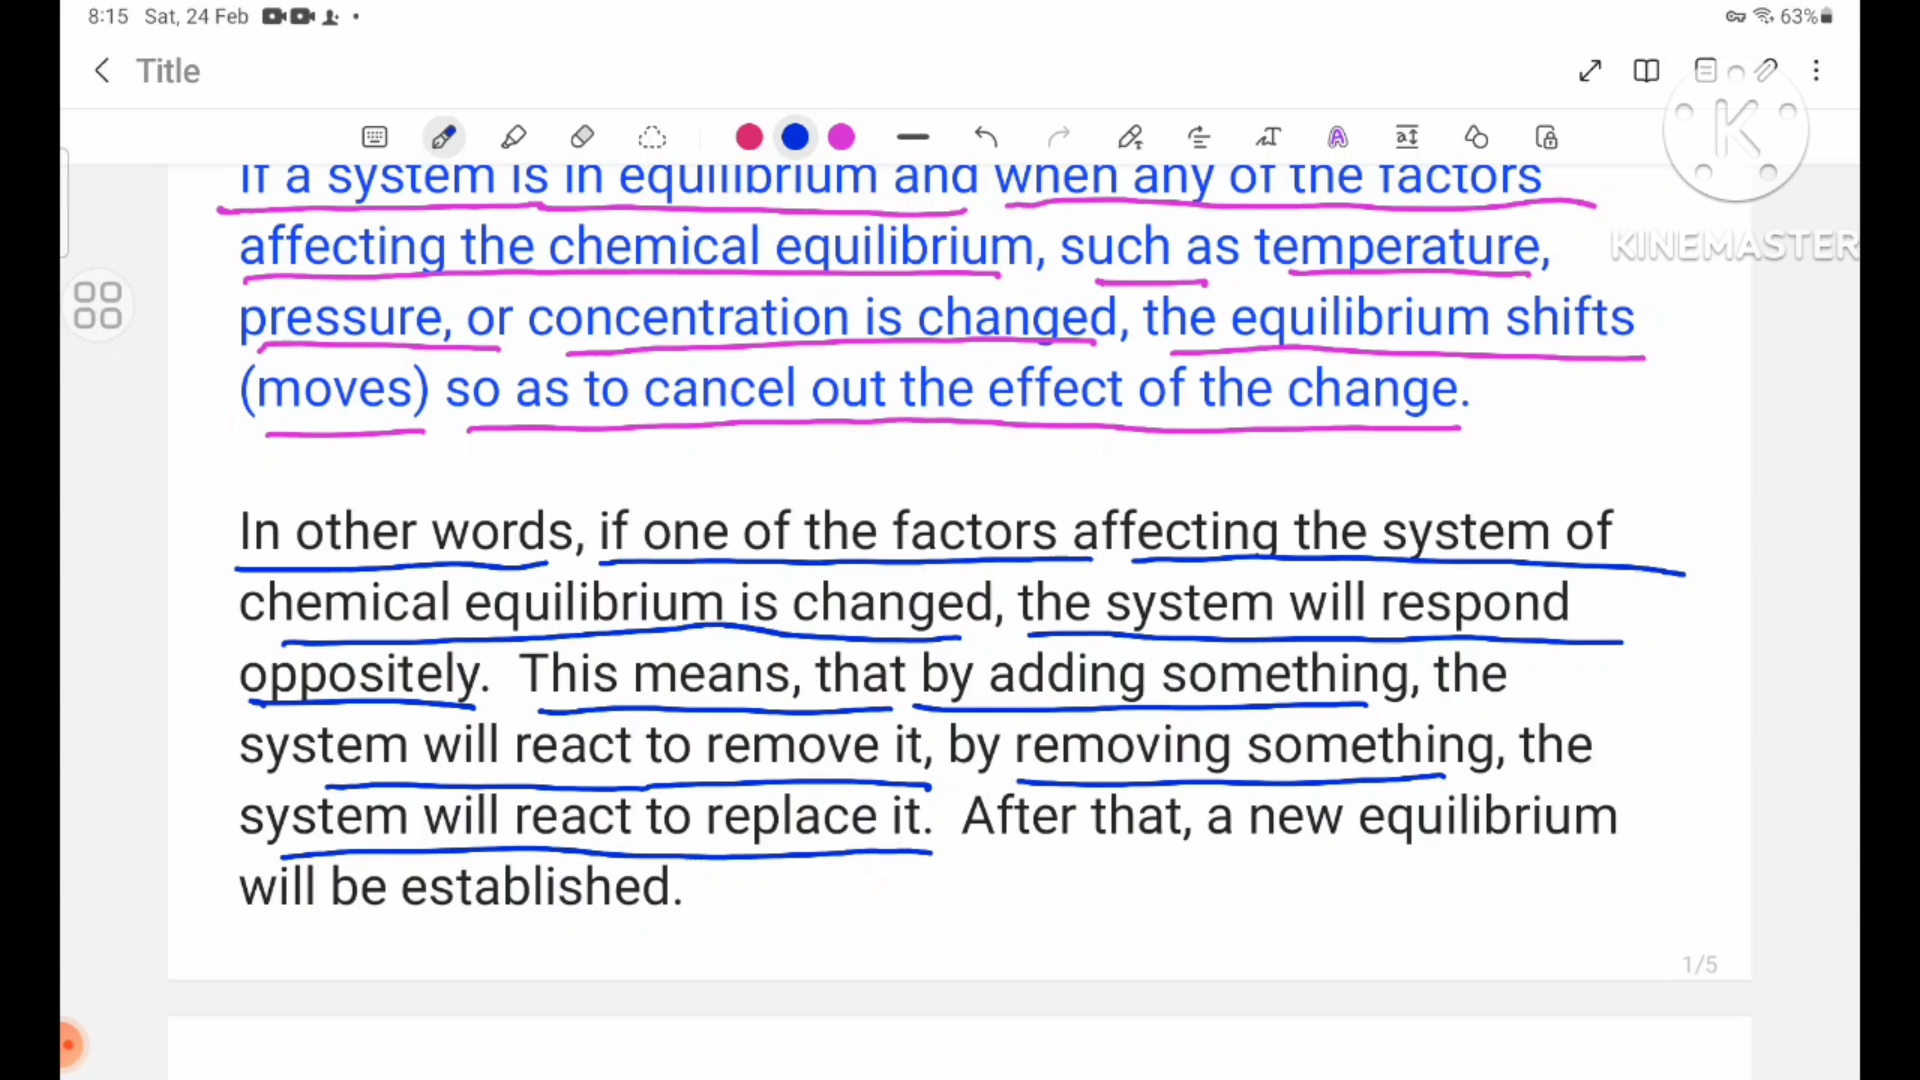 8:15 Sat, 24 Feb
63%
Title
KINEMASTER
If a system is in equilibrium and when any of the factors
affecting the chemical equilibrium, such as temperature,
pressure, or concentration is changed, the equilibrium shifts
(moves) so as to cancel out the effect of the change.
In other words, if one of the factors affecting the system of
chemical equilibrium is changed, the system will respond
oppositely. This means, that by adding something, the
system will react to remove it, by removing something, the
system will react to replace it. After that, a new equilibrium
will be established.
1/5